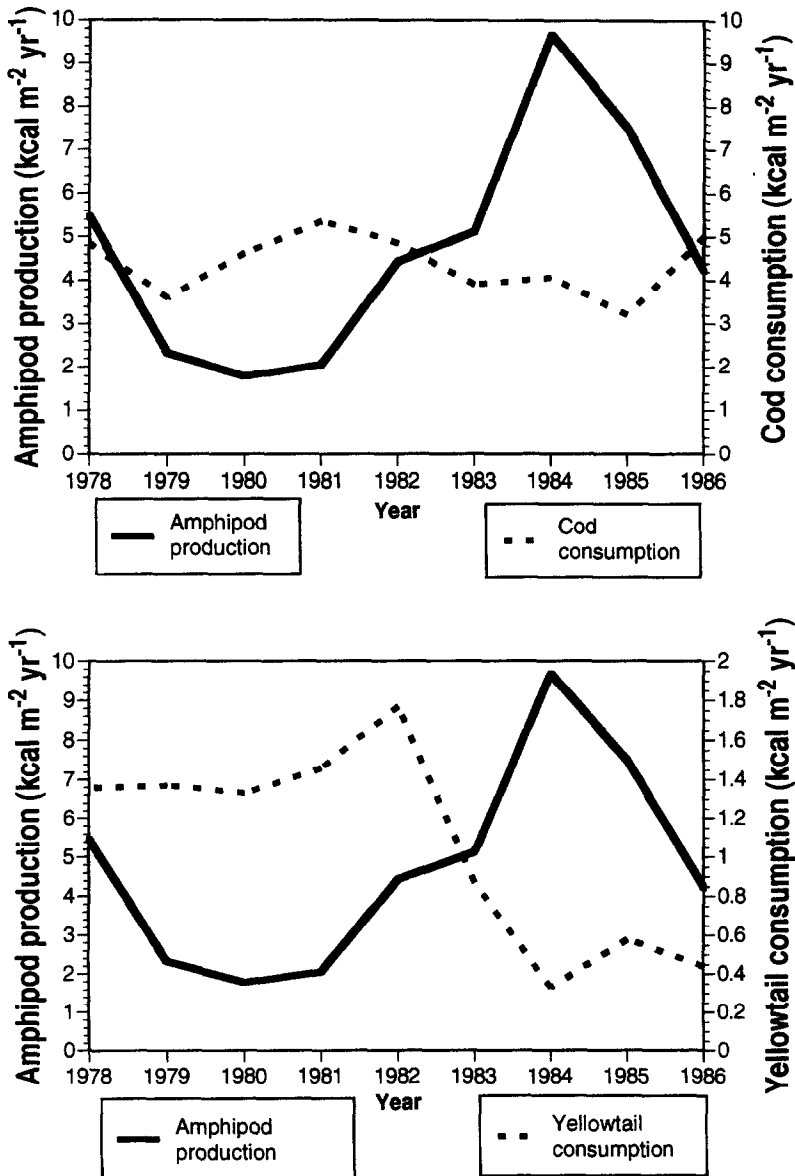 Amphipod production (kcal m⁻² yr⁻¹)
10
9
8
7
6
5
4
3
2
1
0
Cod consumption (kcal m⁻² yr⁻¹)
10
9
8
7
6
5
4
3
2
1
0
1978 1979 1980 1981 1982 1983 1984 1985 1986
Year
Amphipod
production
Cod
consumption
Amphipod production (kcal m⁻² yr⁻¹)
10
9
8
7
6
5
4
3
2
1
0
Yellowtail consumption (kcal m⁻² yr⁻¹)
2
1.8
1.6
1.4
1.2
1
0.8
0.6
0.4
0.2
0
1978 1979 1980 1981 1982 1983 1984 1985 1986
Year
Amphipod
production
Yellowtail
consumption